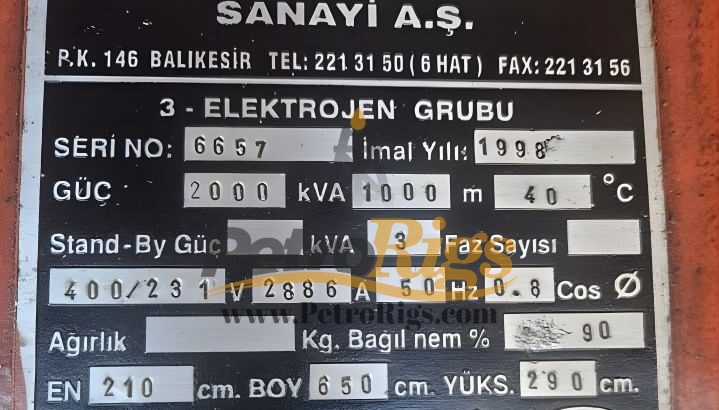 SANAYİ A.Ş.
P.K. 146 BALIKESİR TEL: 221 31 50 ( 6 HAT ) FAX: 221 31 56
3 - ELEKTROJEN GRUBU
SERİ NO: 6657 İmal Yılı: 1998
GÜÇ 2000 kVA 1000 m 40 °C
Stand-By Güç kVA 3 Faz Sayısı
400/231 V 2886 A 50 Hz 0.8 Cos Ø
Ağırlık Kg. Bağıl nem % 90
EN 210 cm. BOY 650 cm. YÜKS. 290 cm.
PetroRigs
www.PetroRigs.com